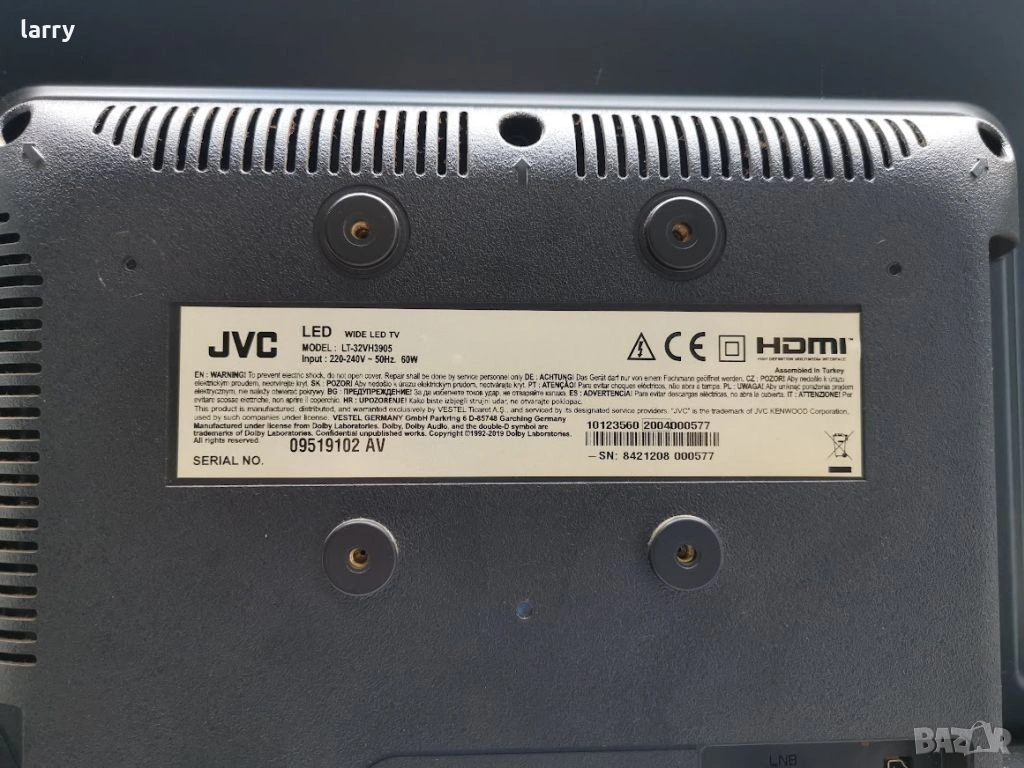 larry
JVC
LED WIDE LED TV
MODEL : LT-32VH3905
Input : 220-240V ~ 50Hz. 60W
HDMI
HIGH DEFINITION MULTIMEDIA INTERFACE
Assembled in Turkey
EN : WARNING! To prevent electric shock, do not open cover. Repair shall be done by service personnel only DE : ACHTUNG! Das Gerät darf nur von einem Fachmann geöffnet werden. CZ : POZOR! Aby nedošlo k úrazu
elektrickým proudem, neotvírejte kryt. SK : POZOR! Aby nedošlo k úrazu elektrickým prúdom, neotvárajte kryt. PT : ATENÇÃO! Para evitar choques eléctricos, não abra a tampa. PL : UWAGA! Aby uniknąć porażenia prądem
elektrycznym, nie należy otwierać pokrywy BG : ПРЕДУПРЕЖДЕНИЕ! За да избегнете токов удар, не отваряйте капака. ES : ADVERTENCIA! Para evitar descargas eléctricas, no abra la cubierta. IT : ATTENZIONE! Per
evitare scosse elettriche, non aprire il coperchio. HR : UPOZORENJE! Kako biste izbjegli strujni udar, ne otvarajte poklopac.
This product is manufactured, distributed, and warranted exclusively by VESTEL Ticaret A.Ş., and serviced by its designated service providers. "JVC" is the trademark of JVC KENWOOD Corporation,
used by such companies under license. VESTEL GERMANY GmbH Parkring 6 D-85748 Garching Germany
Manufactured under license from Dolby Laboratories. Dolby, Dolby Audio, and the double-D symbol are
trademarks of Dolby Laboratories. Confidential unpublished works. Copyright ©1992-2019 Dolby Laboratories.
All rights reserved.
SERIAL NO. 09519102 AV
10123560 2004000577
SN: 8421208 000577
LNB
BAZAR